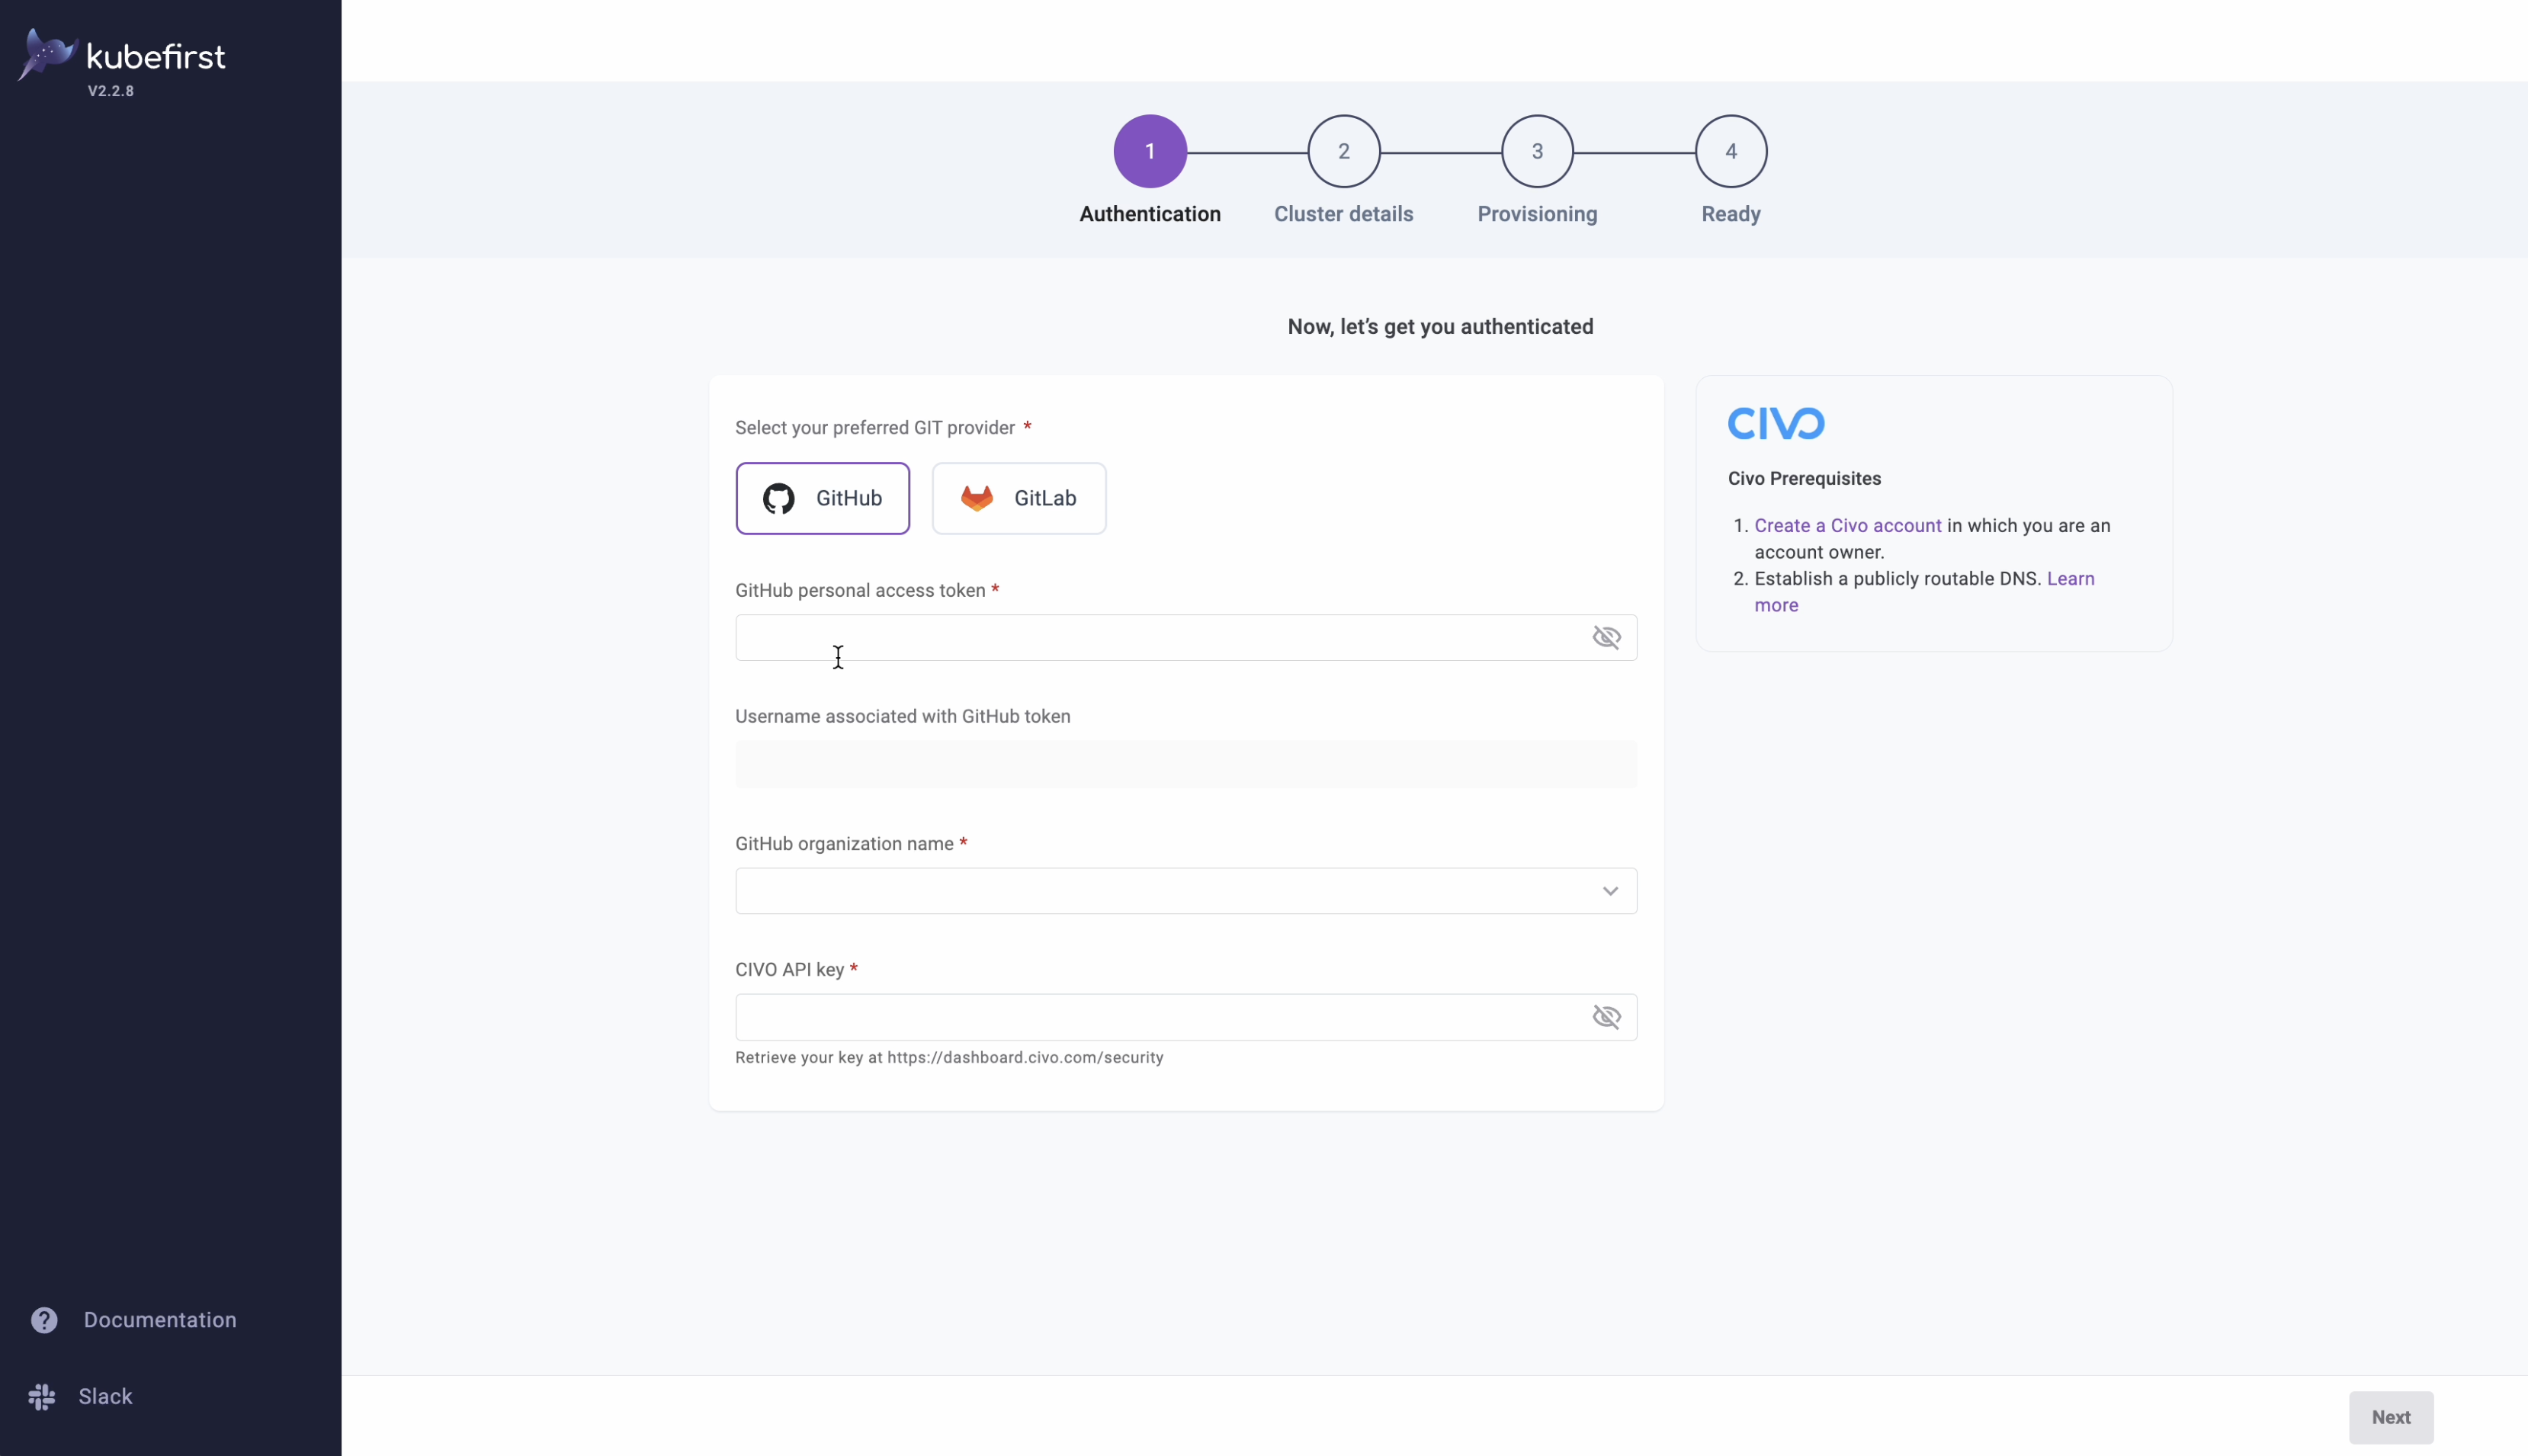 kubefirst
V2.2.8
1
2
3
4
Authentication
Cluster details
Provisioning
Ready
Now, let’s get you authenticated
Select your preferred GIT provider *
GitHub
GitLab
GitHub personal access token *
Username associated with GitHub token
GitHub organization name *
CIVO API key *
Retrieve your key at https://dashboard.civo.com/security
CIVO
Civo Prerequisites
1. Create a Civo account in which you are an
account owner.
2. Establish a publicly routable DNS. Learn
more
Documentation
Slack
Next